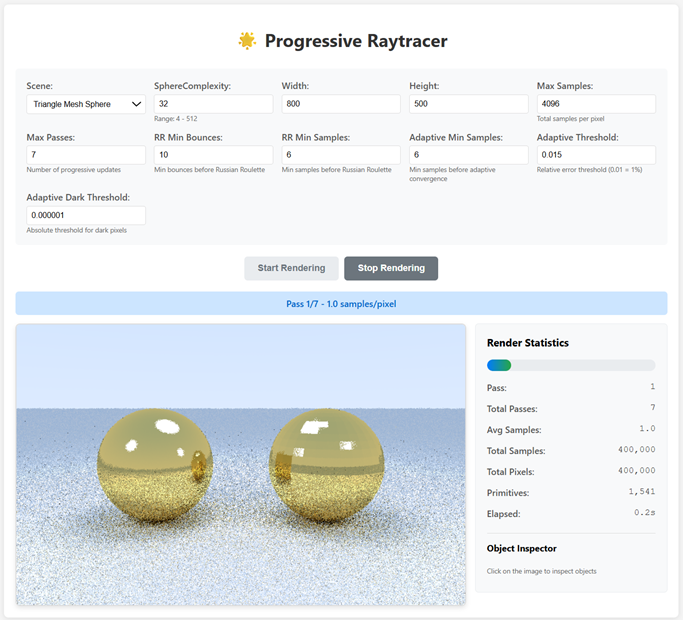 Progressive Raytracer
Scene: SphereComplexity: Width: Height: Max Samples:
Triangle Mesh Sphere 32 800 500 4096
Range: 4 - 512 Total samples per pixel
Max Passes: RR Min Bounces: RR Min Samples: Adaptive Min Samples: Adaptive Threshold:
7 10 6 6 0.015
Number of progressive updates Min bounces before Russian Roulette Min samples before Russian Roulette Min samples before adaptive Relative error threshold (0.01 = 1%)
convergence
Adaptive Dark Threshold:
0.000001
Absolute threshold for dark pixels
Start Rendering Stop Rendering
Pass 1/7 - 1.0 samples/pixel
Render Statistics
Pass: 1
Total Passes: 7
Avg Samples: 1.0
Total Samples: 400,000
Total Pixels: 400,000
Primitives: 1,541
Elapsed: 0.2s
Object Inspector
Click on the image to inspect objects